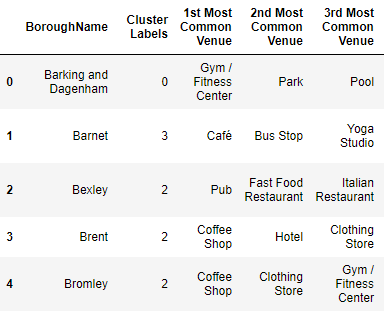 BoroughName Cluster Labels 1st Most Common Venue 2nd Most Common Venue 3rd Most Common Venue
0 Barking and Dagenham 0 Gym / Fitness Center Park Pool
1 Barnet 3 Café Bus Stop Yoga Studio
2 Bexley 2 Pub Fast Food Restaurant Italian Restaurant
3 Brent 2 Coffee Shop Hotel Clothing Store
4 Bromley 2 Coffee Shop Clothing Store Gym / Fitness Center